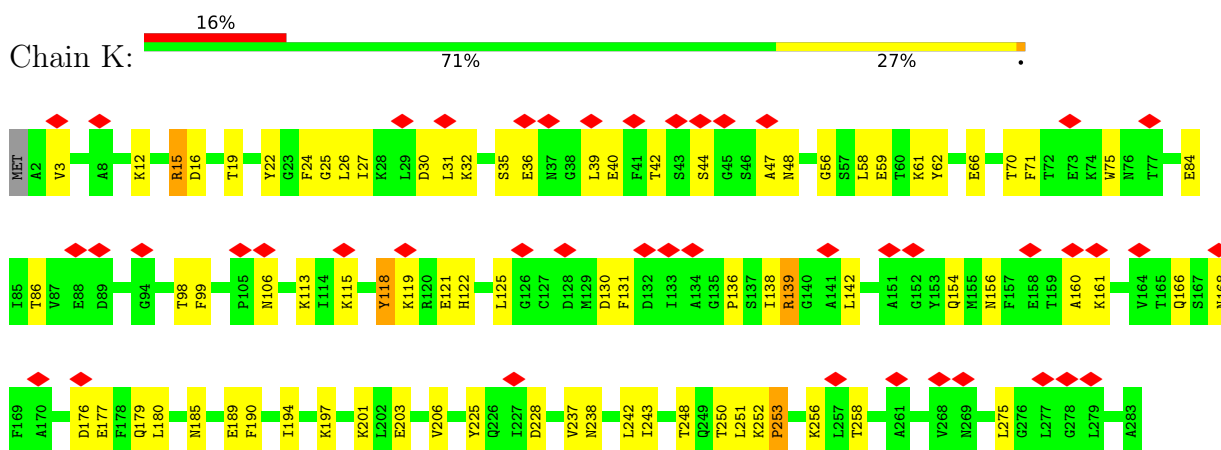 16%
Chain K:
71% 27% •
MET A2 V3 A8 K12 R15 D16 T19 Y22 G23 F24 G25 L26 I27 K28 L29 D30 L31 K32 S35 E36 N37 G38 L39 E40 F41 T42 S43 S44 G45 S46 A47 N48 G56 S57 L58 E59 T60 K61 Y62 E66 T70 F71 T72 E73 K74 W75 N76 T77 E84
I85 T86 V87 E88 D89 G94 T98 F99 P105 N106 K113 I114 K115 Y118 K119 R120 E121 H122 L125 G126 C127 D128 M129 D130 F131 D132 I133 A134 G135 P136 S137 I138 R139 G140 A141 L142 A151 G152 Y153 Q154 M155 N156 F157 E158 T159 A160 K161 V164 T165 Q166 S167 N168
F169 A170 D176 E177 F178 Q179 L180 N185 E189 F190 I194 K197 K201 L202 E203 V206 Y225 Q226 I227 D228 V237 N238 L242 I243 T248 Q249 T250 L251 K252 P253 K256 L257 T258 A261 V268 N269 L275 G276 L277 G278 L279 A283